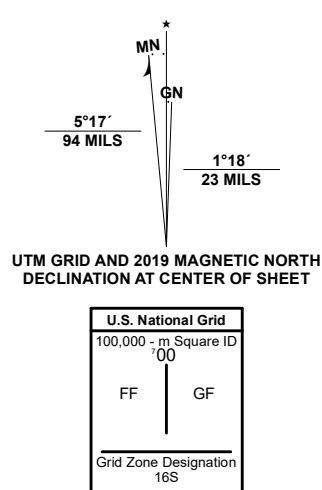 ★
MN
GN
5°17´
94 MILS
1°18´
23 MILS
UTM GRID AND 2019 MAGNETIC NORTH
DECLINATION AT CENTER OF SHEET
U.S. National Grid
100,000 - m Square ID
⁷00
FF GF
Grid Zone Designation
16S